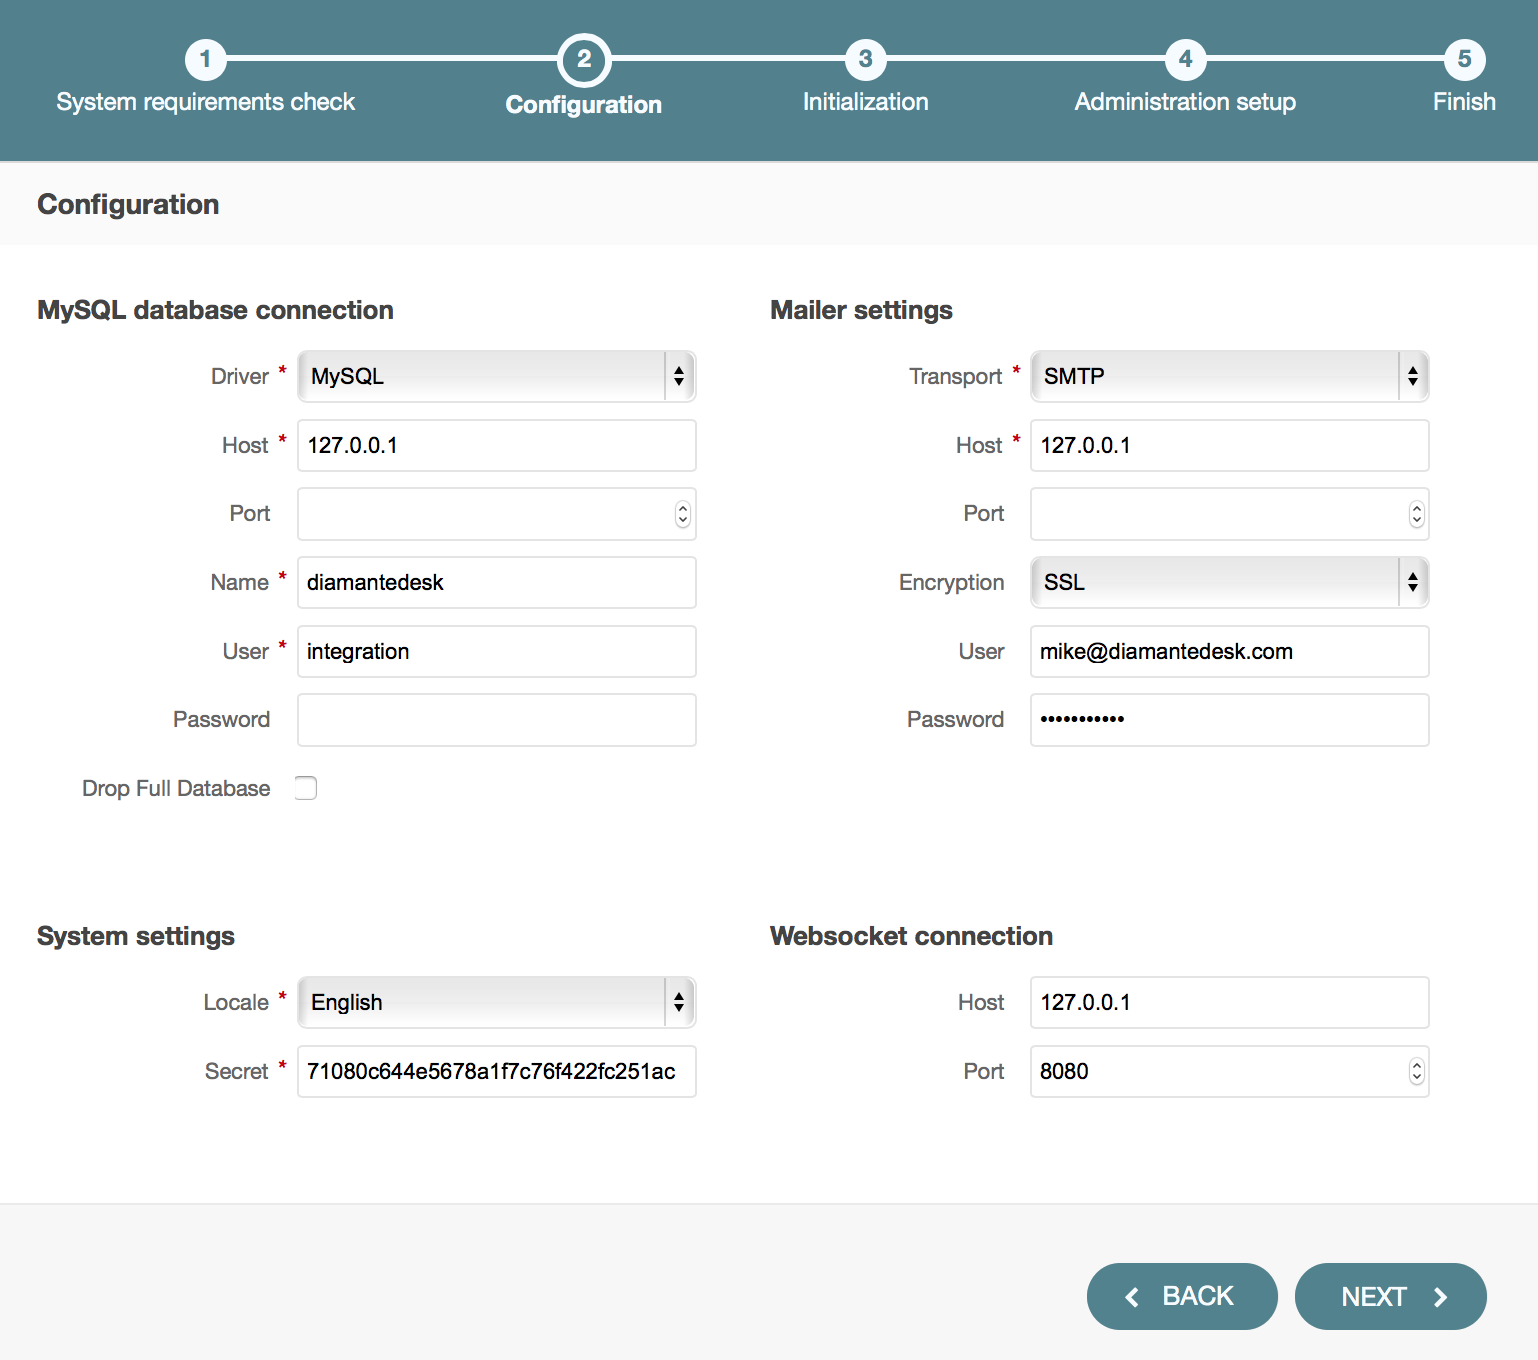 1
2
3
4
5
System requirements check
Configuration
Initialization
Administration setup
Finish
Configuration
MySQL database connection
Driver * MySQL
Host * 127.0.0.1
Port
Name * diamantedesk
User * integration
Password
Drop Full Database
Mailer settings
Transport * SMTP
Host * 127.0.0.1
Port
Encryption SSL
User mike@diamantedesk.com
Password •••••••••••
System settings
Locale * English
Secret * 71080c644e5678a1f7c76f422fc251ac
Websocket connection
Host 127.0.0.1
Port 8080
BACK
NEXT